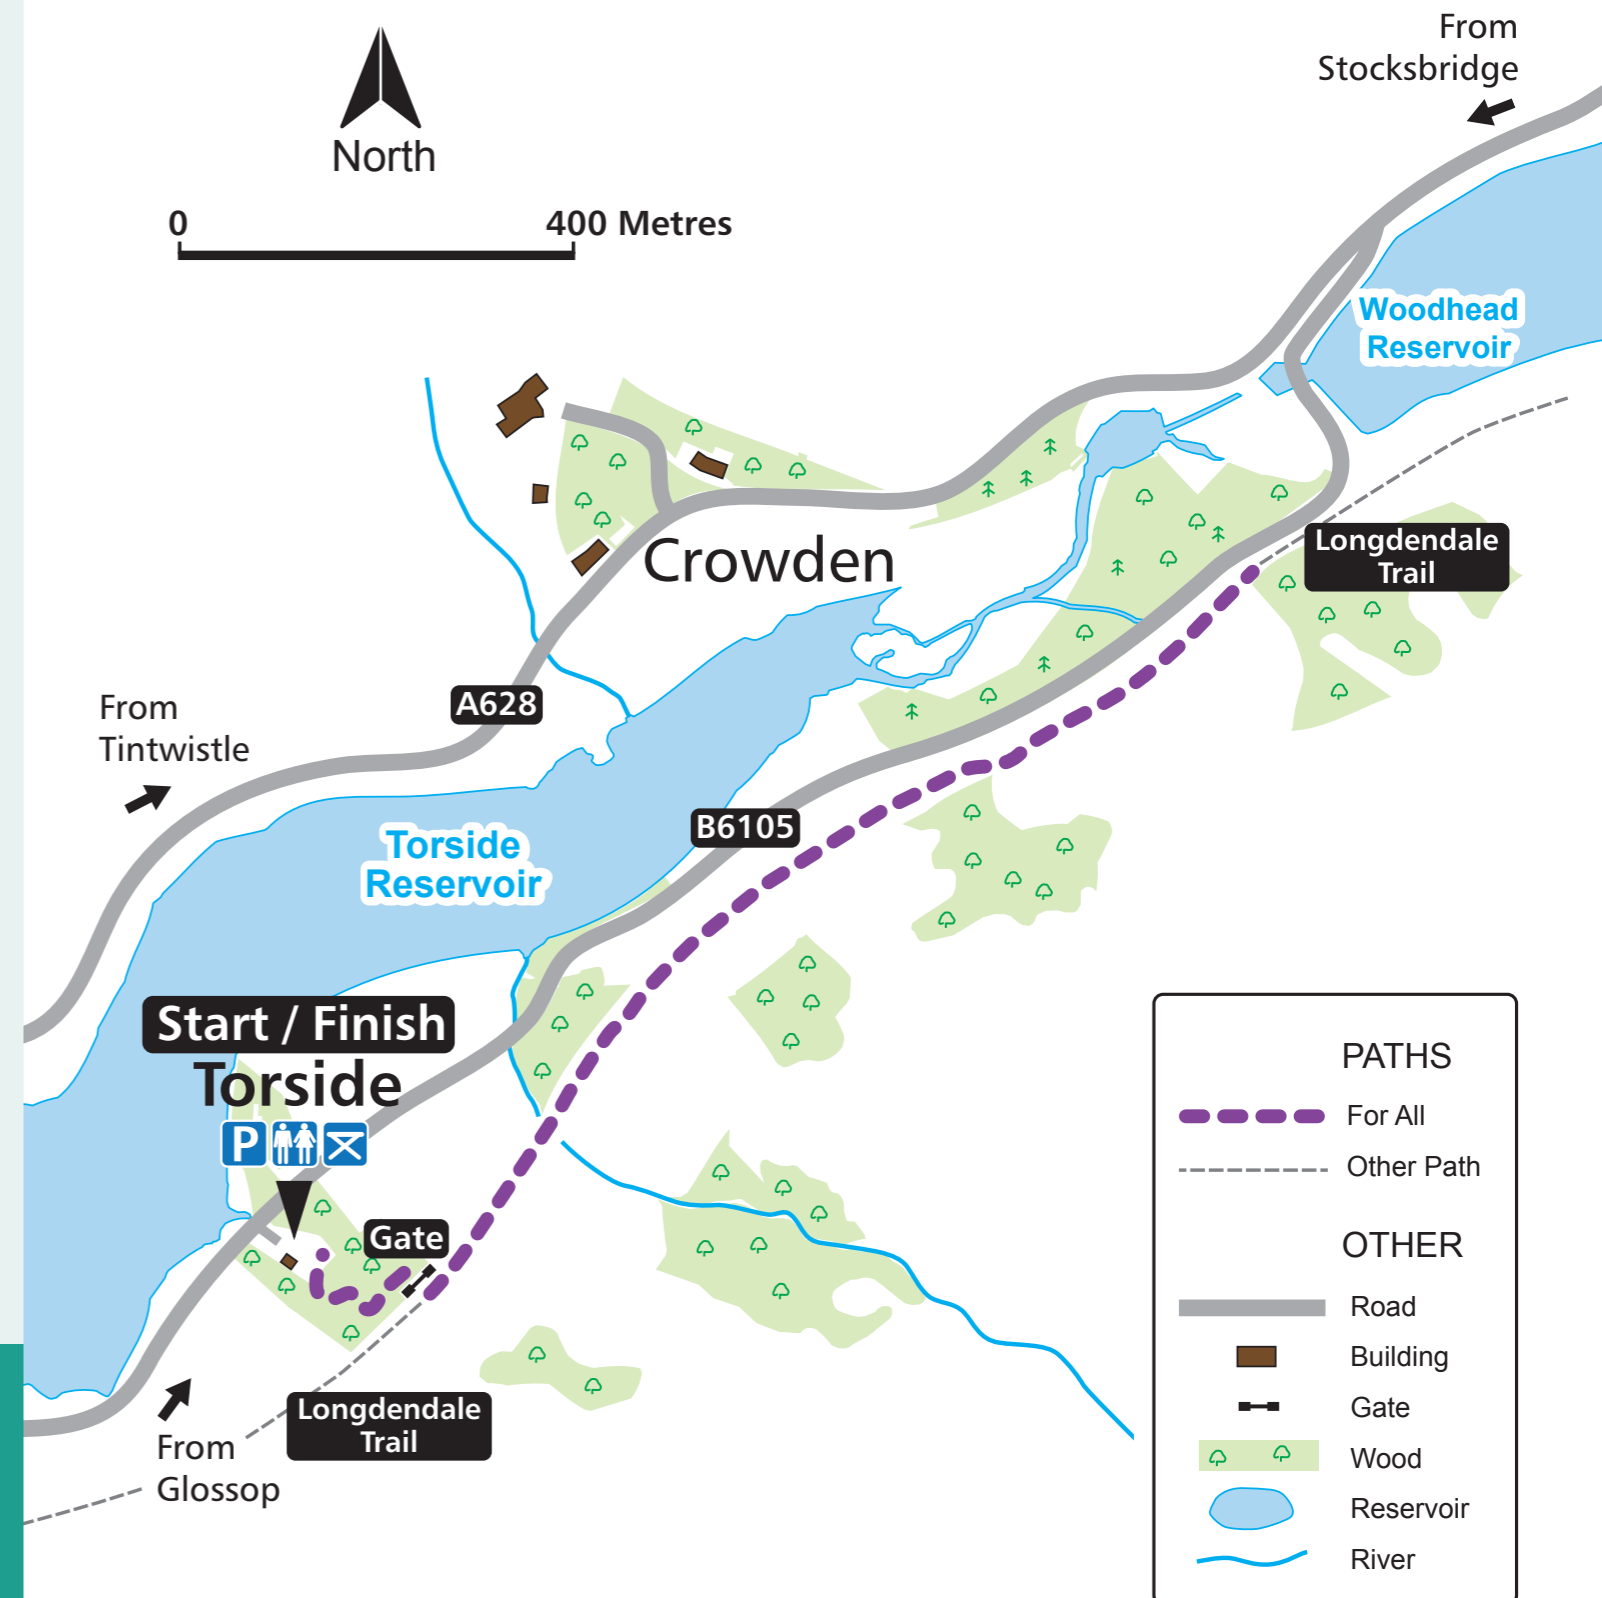 From
Stocksbridge
North
0
400 Metres
Woodhead
Reservoir
Crowden
Longdendale
Trail
A628
From
Tintwistle
B6105
Torside
Reservoir
Start / Finish
Torside
P
Gate
Longdendale
Trail
From
Glossop
PATHS
For All
Other Path
OTHER
Road
Building
Gate
Wood
Reservoir
River